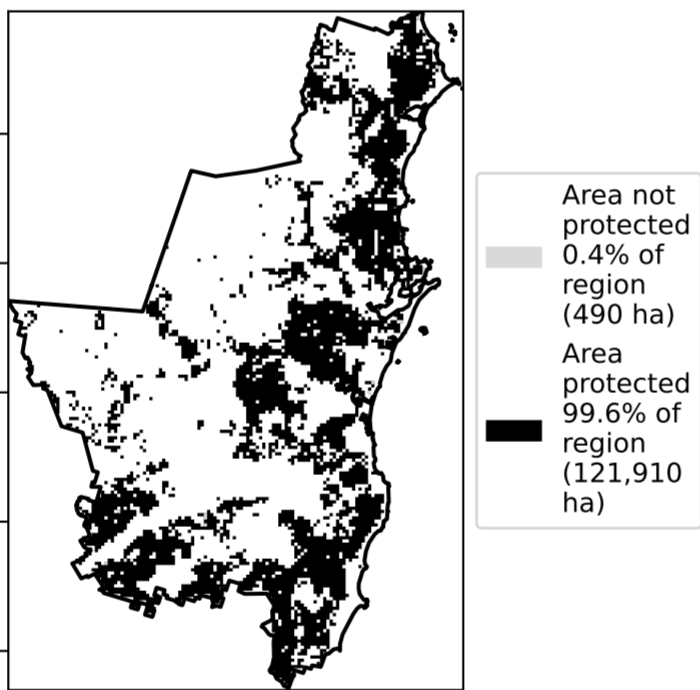 Area not
protected
0.4% of
region
(490 ha)
Area
protected
99.6% of
region
(121,910
ha)